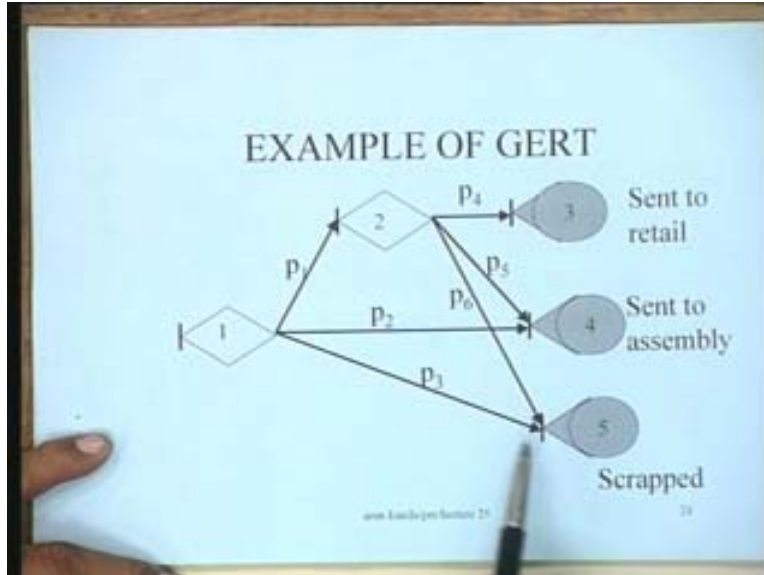 EXAMPLE OF GERT
p4
2
3
Sent to
retail
p1
p5
p6
1
p2
4
Sent to
assembly
p3
5
Scrapped